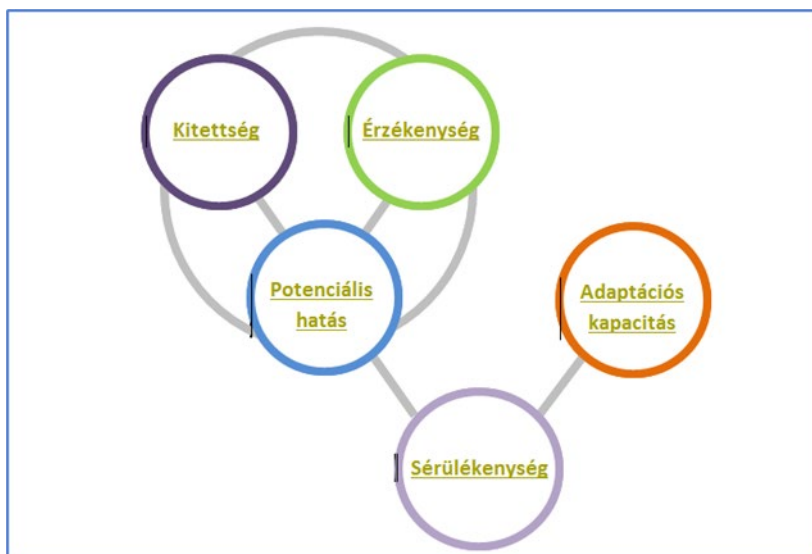 Kitettség
Érzékenység
Potenciális
hatás
Adaptációs
kapacitás
Sérülékenység